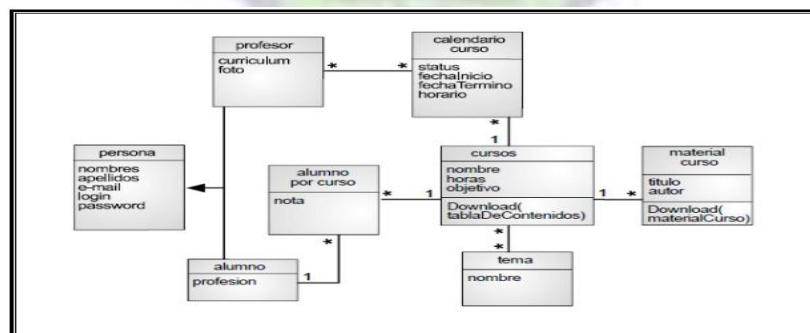 profesor
curriculum
foto
*
*
calendario
curso
status
fechaInicio
fechaTermino
horario
*
1
persona
nombres
apellidos
e-mail
login
password
alumno
por curso
nota
*
1
*
cursos
nombre
horas
objetivo
Download(
tablaDeContenidos)
1
*
material
curso
titulo
autor
Download(
materialCurso)
*
*
alumno
profesion
1
tema
nombre